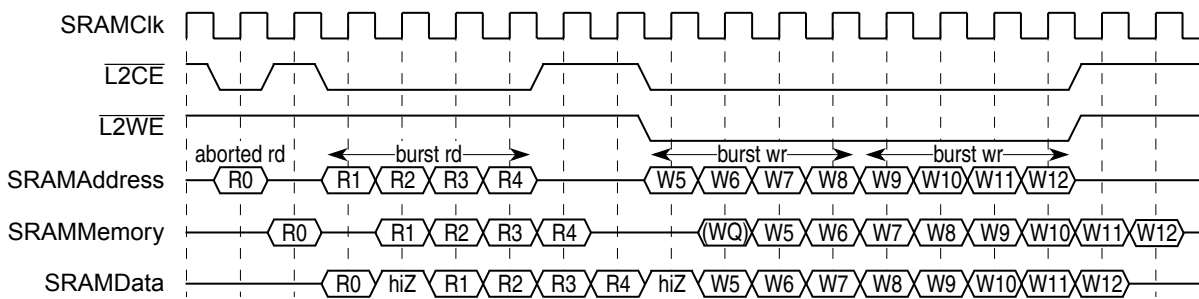 SRAMClk
L2CE
L2WE
aborted rd burst rd burst wr burst wr
SRAMAddress R0 R1 R2 R3 R4 W5 W6 W7 W8 W9 W10 W11 W12
SRAMMemory R0 R1 R2 R3 R4 (WQ) W5 W6 W7 W8 W9 W10 W11 W12
SRAMData R0 hiZ R1 R2 R3 R4 hiZ W5 W6 W7 W8 W9 W10 W11 W12